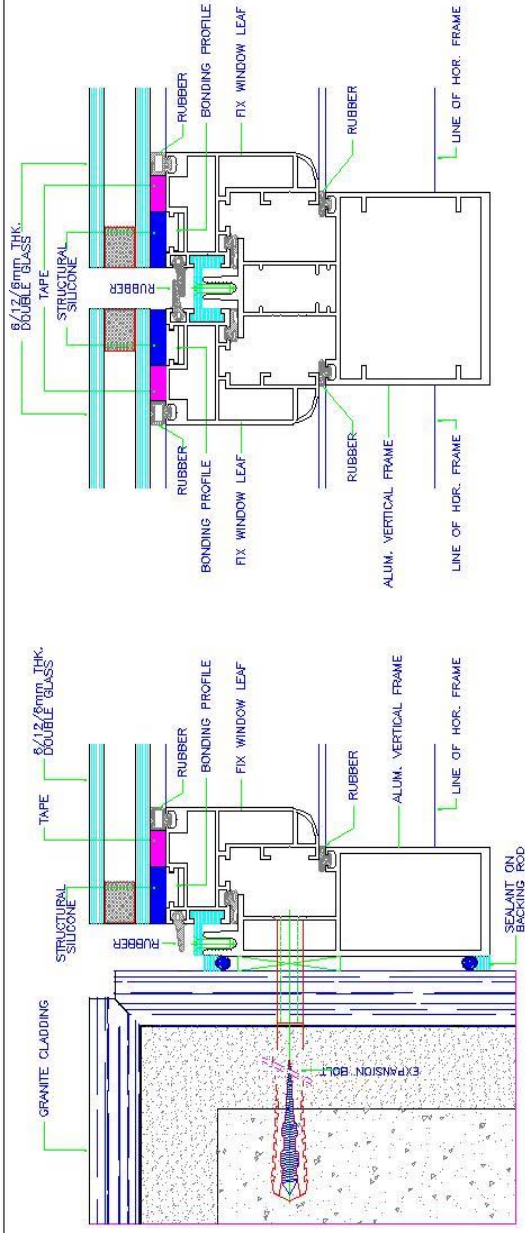 GRANITE CLADDING
STRUCTURAL
SILICONE
TAPE
6/12/6mm THK.
DOUBLE GLASS
RUBBER
RUBBER
BONDING PROFILE
FIX WINDOW LEAF
EXPANSION BOLT
RUBBER
ALUM. VERTICAL FRAME
LINE OF HOR. FRAME
SEALANT ON
BACKING ROD
6/12/6mm THK.
DOUBLE GLASS
TAPE
STRUCTURAL
SILICONE
RUBBER
RUBBER
RUBBER
BONDING PROFILE
BONDING PROFILE
FIX WINDOW LEAF
FIX WINDOW LEAF
RUBBER
RUBBER
ALUM. VERTICAL FRAME
LINE OF HOR. FRAME
LINE OF HOR. FRAME